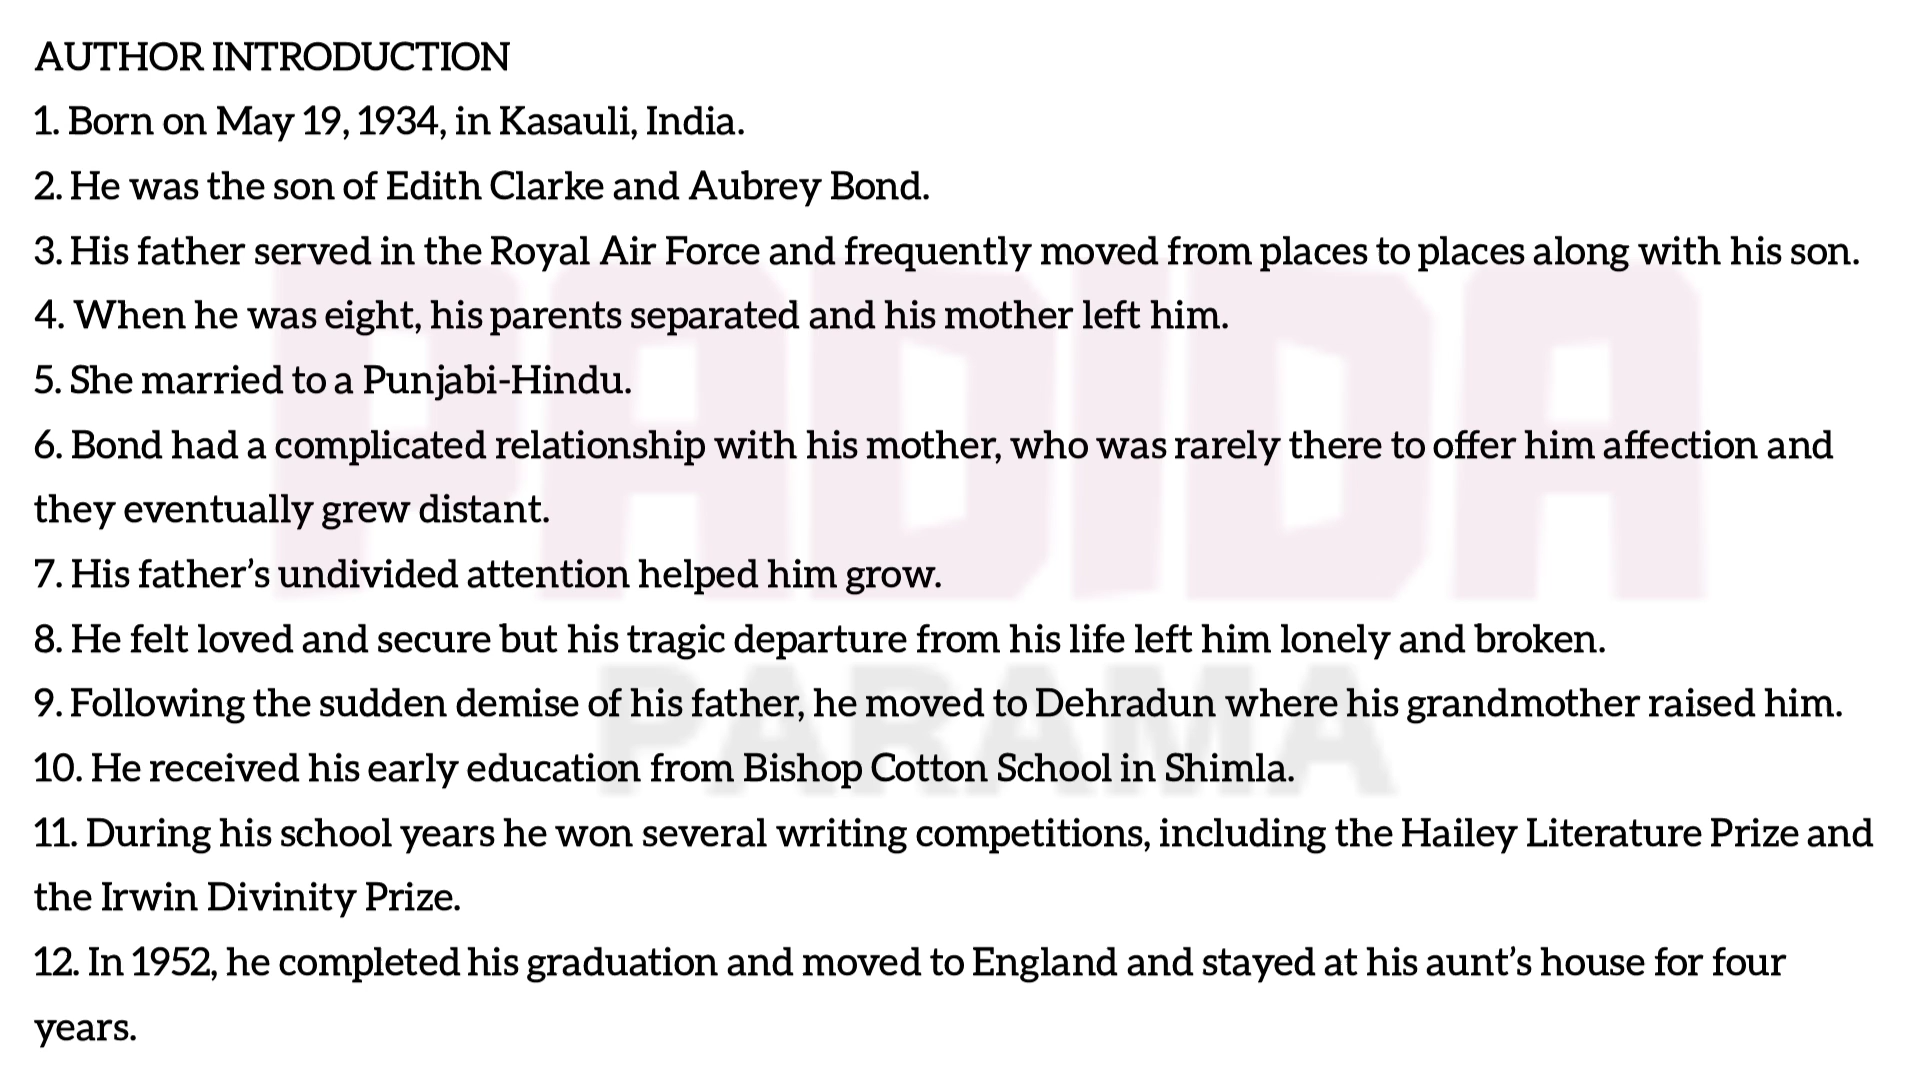 AUTHOR INTRODUCTION
1. Born on May 19, 1934, in Kasauli, India.
2. He was the son of Edith Clarke and Aubrey Bond.
3. His father served in the Royal Air Force and frequently moved from places to places along with his son.
4. When he was eight, his parents separated and his mother left him.
5. She married to a Punjabi-Hindu.
6. Bond had a complicated relationship with his mother, who was rarely there to offer him affection and
they eventually grew distant.
7. His father’s undivided attention helped him grow.
8. He felt loved and secure but his tragic departure from his life left him lonely and broken.
9. Following the sudden demise of his father, he moved to Dehradun where his grandmother raised him.
10. He received his early education from Bishop Cotton School in Shimla.
11. During his school years he won several writing competitions, including the Hailey Literature Prize and
the Irwin Divinity Prize.
12. In 1952, he completed his graduation and moved to England and stayed at his aunt’s house for four
years.
PADIDA
PARAMA